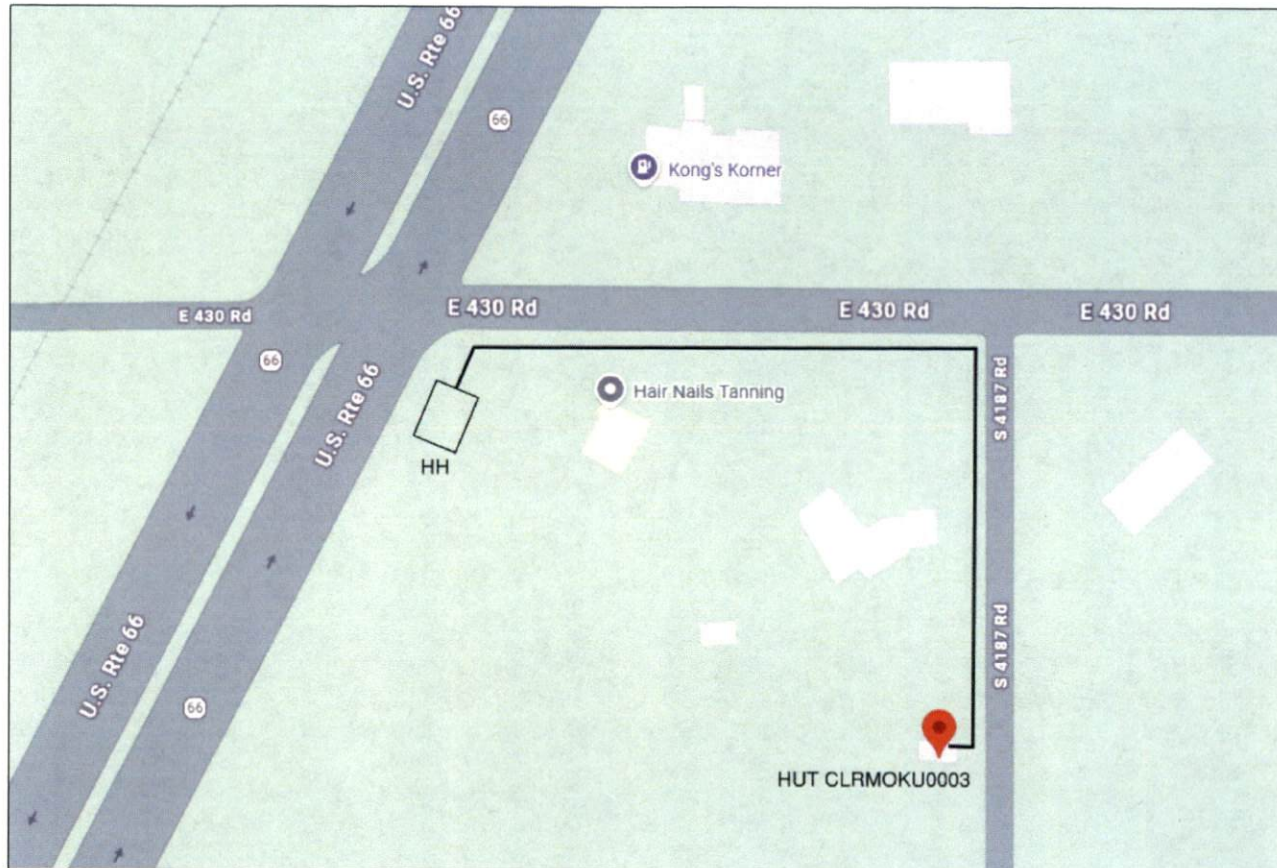 U.S. Rte 66
66
Kong's Korner
E 430 Rd
E 430 Rd
E 430 Rd
E 430 Rd
66
S 4187 Rd
Hair Nails Tanning
U.S. Rte 66
HH
U.S. Rte 66
S 4187 Rd
66
HUT CLRMOKU0003